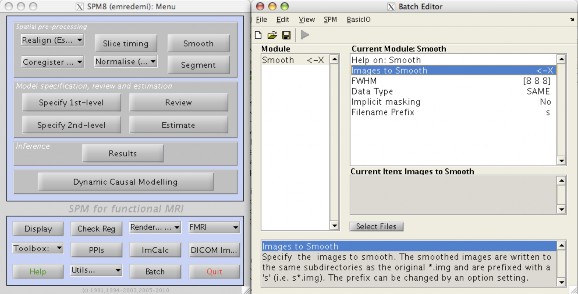 SPM8 (emredeml): Menu
Spatial pre-processing
Realign (Es...
Slice timing
Smooth
Coregister ...
Normalise (...
Segment
Model specification, review and estimation
Specify 1st-level
Review
Specify 2nd-level
Estimate
Inference
Results
Dynamic Causal Modelling
SPM for functional MRI
Display
Check Reg
Render... ...
FMRI
Toolbox:
PPIs
ImCalc
DICOM Im...
Help
Utils...
Batch
Quit
(c) 1991,1994-2003,2005-2010
Batch Editor
File Edit View SPM BasicIO
Module
Smooth <-X
Current Module: Smooth
Help on: Smooth
Images to Smooth <-X
FWHM [8 8 8]
Data Type SAME
Implicit masking No
Filename Prefix s
Current Item: Images to Smooth
Select Files
Images to Smooth
Specify the images to smooth. The smoothed images are written to
the same subdirectories as the original *.img and are prefixed with a
's' (i.e. s*.img). The prefix can be changed by an option setting.